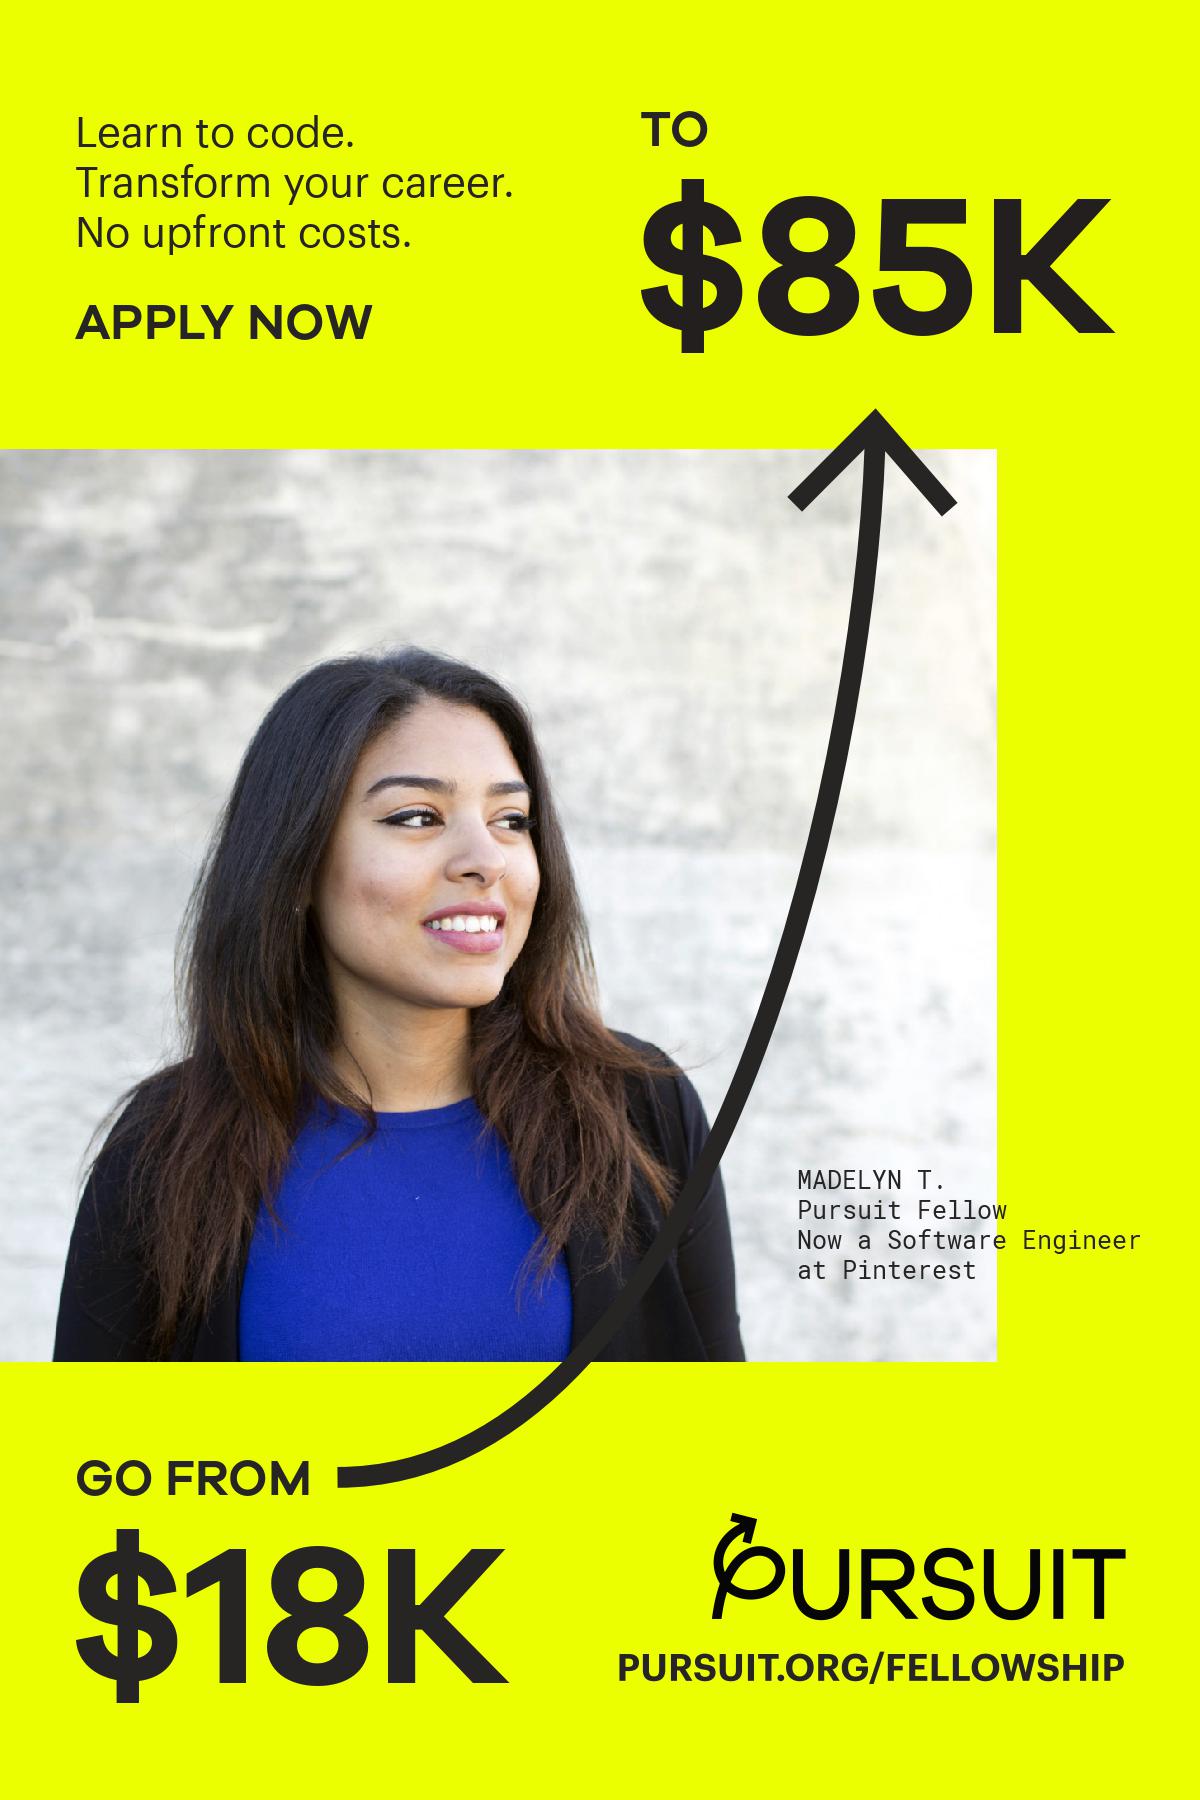 Learn to code.
Transform your career.
No upfront costs.
APPLY NOW
TO
$85K
MADELYN T.
Pursuit Fellow
Now a Software Engineer
at Pinterest
GO FROM
$18K
PURSUIT
PURSUIT.ORG/FELLOWSHIP